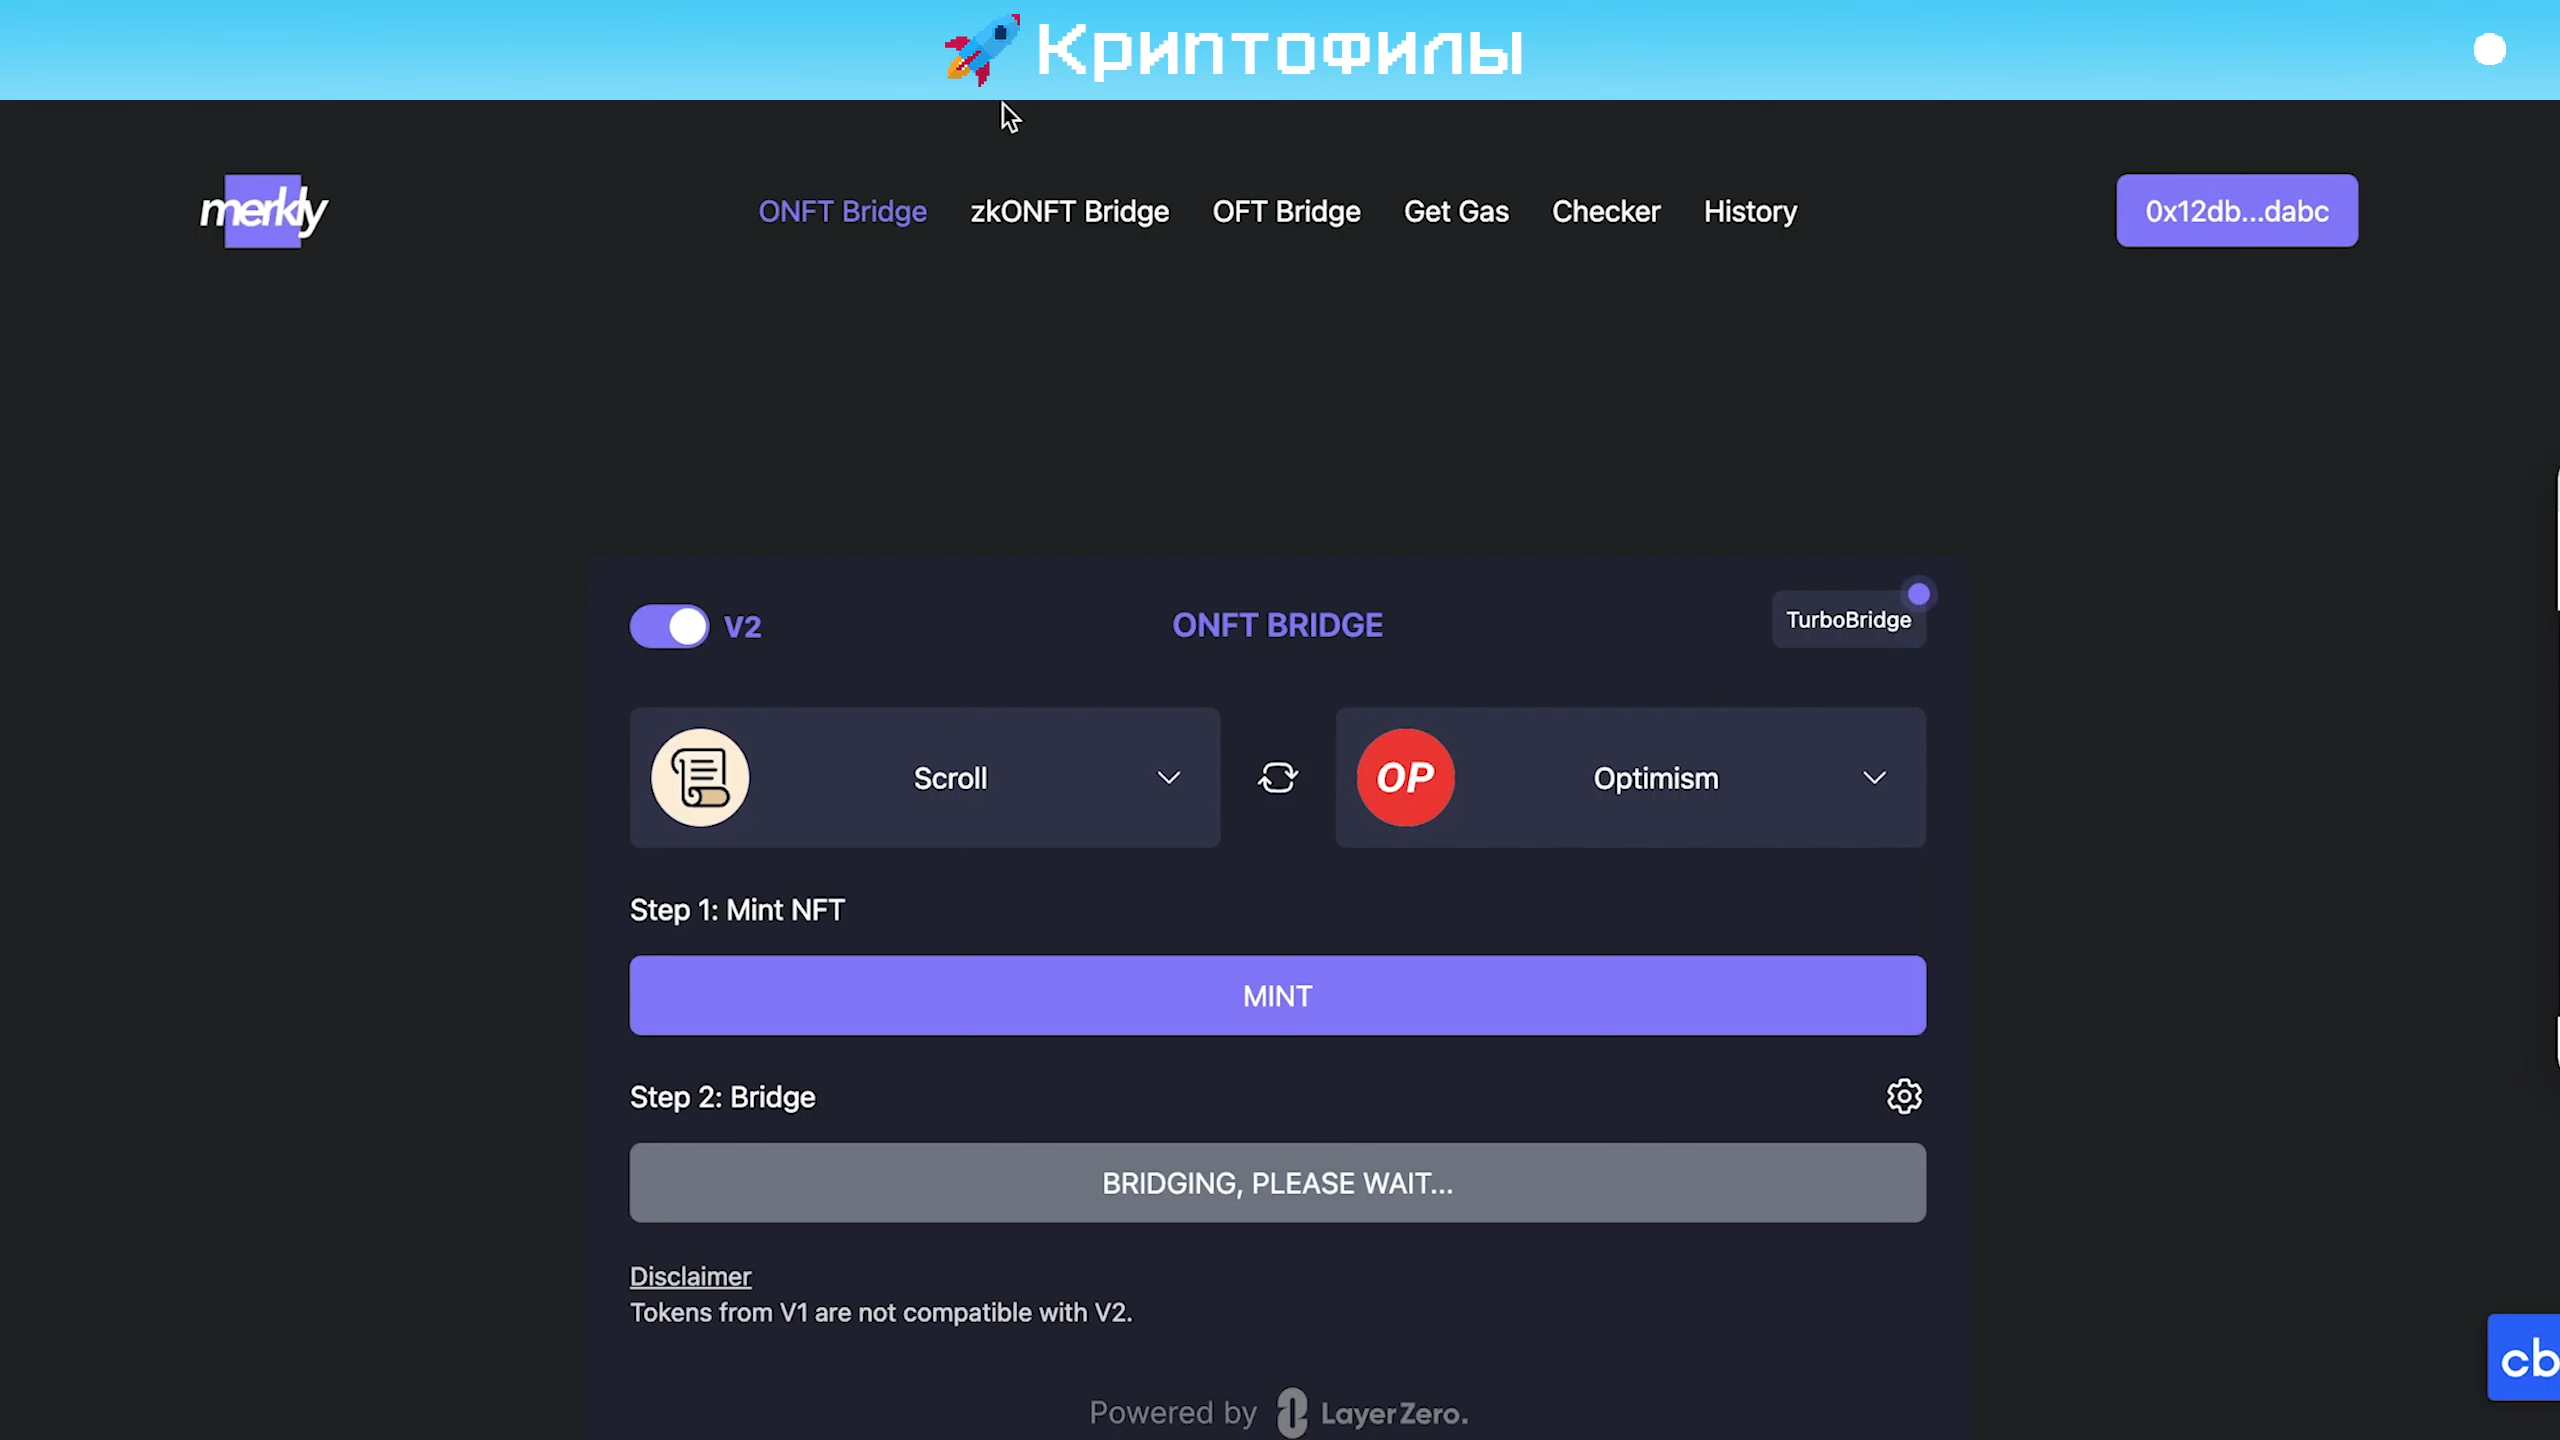 Криптофилы
merkly
ONFT Bridge
zkONFT Bridge
OFT Bridge
Get Gas
Checker
History
0x12db...dabc
V2
ONFT BRIDGE
TurboBridge
Scroll
OP
Optimism
Step 1: Mint NFT
MINT
Step 2: Bridge
BRIDGING, PLEASE WAIT...
Disclaimer
Tokens from V1 are not compatible with V2.
Powered by LayerZero.
cb